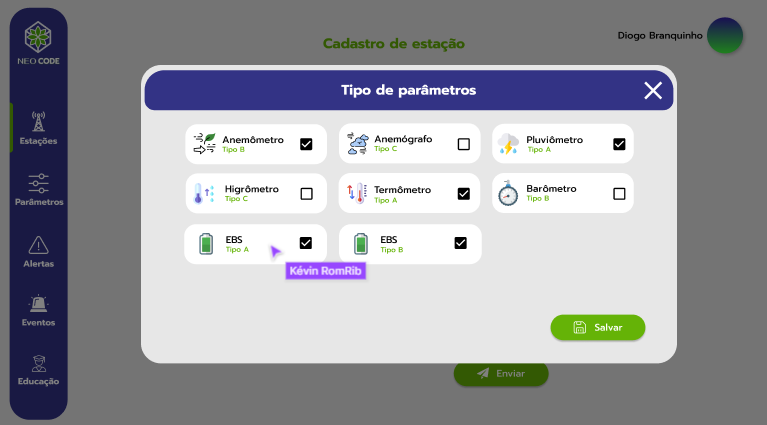 NEO CODE
Estações
Parâmetros
Alertas
Eventos
Educação
Cadastro de estação
Diogo Branquinho
Tipo de parâmetros
Anemômetro
Tipo B
Anemógrafo
Tipo C
Pluviômetro
Tipo A
Higrômetro
Tipo C
Termômetro
Tipo A
Barômetro
Tipo B
EBS
Tipo A
EBS
Tipo B
Kévin RomRib
Salvar
Enviar